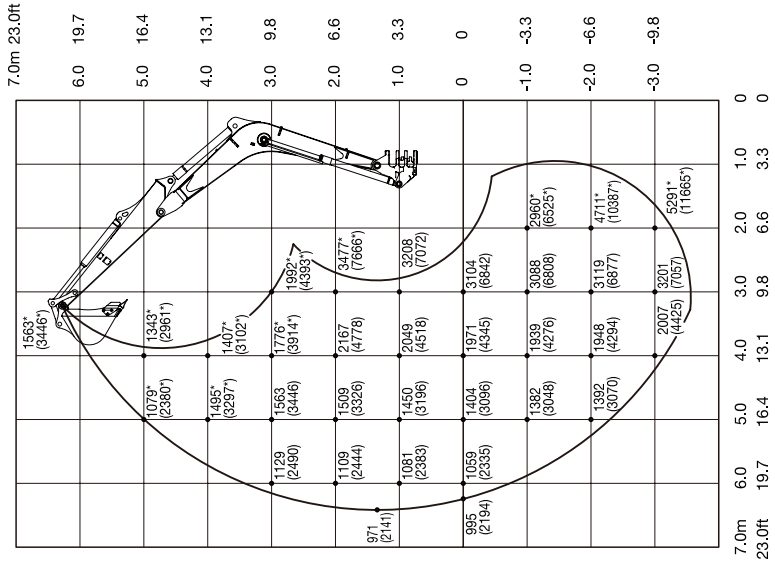 7.0m 23.0ft
1563*
(3446*)
6.0 19.7
1079* 1343*
(2380*) (2961*)
5.0 16.4
1495* 1407*
(3297*) (3102*)
4.0 13.1
1129 1563 1776* 1992*
(2490) (3446) (3914*) (4393*)
3.0 9.8
1109 1509 2167 3477*
(2444) (3326) (4778) (7666*)
2.0 6.6
971
(2141)
1081 1450 2049 3208
(2383) (3196) (4518) (7072)
1.0 3.3
995 1059 1404 1971 3104
(2194) (2335) (3096) (4345) (6842)
0 0
1382 1939 3088 2960*
(3048) (4276) (6808) (6525*)
-1.0 -3.3
1392 1948 3119 4711*
(3070) (4294) (6877) (10387*)
-2.0 -6.6
2007 3201 5291*
(4425) (7057) (11665*)
-3.0 -9.8
7.0m 6.0 5.0 4.0 3.0 2.0 1.0 0
23.0ft 19.7 16.4 13.1 9.8 6.6 3.3 0